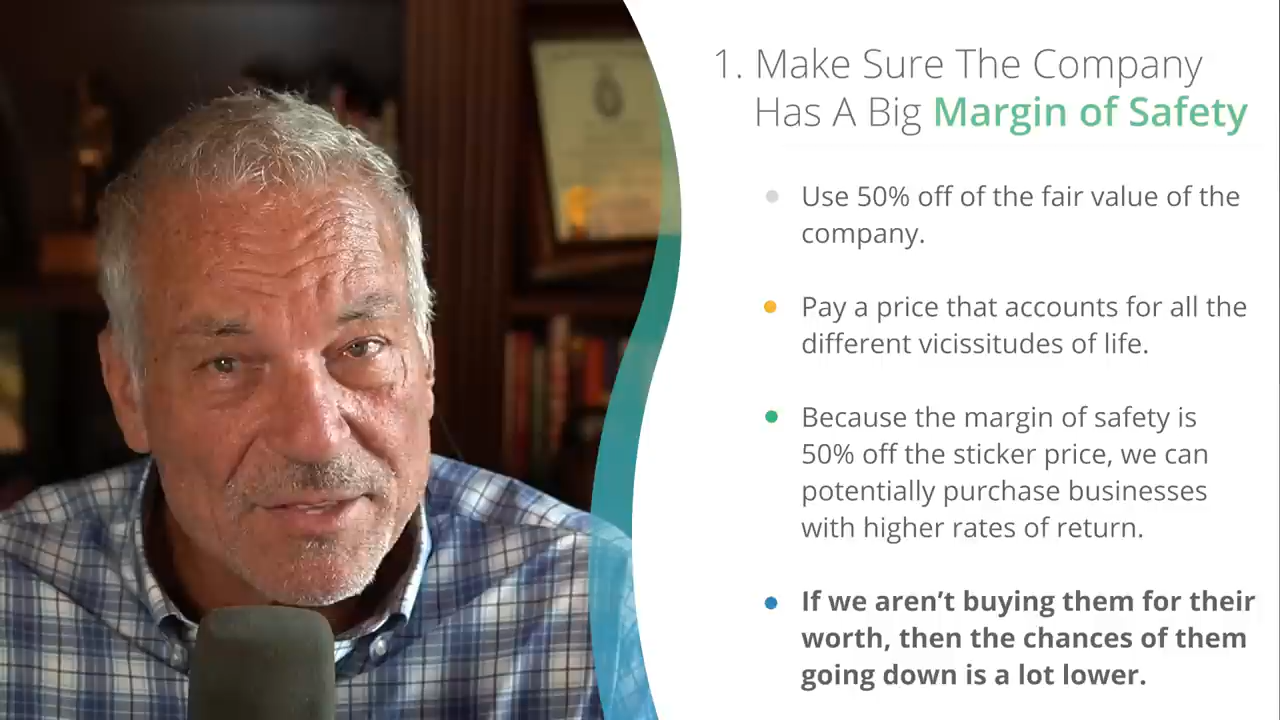 1. Make Sure The Company
Has A Big Margin of Safety
Use 50% off of the fair value of the
company.
Pay a price that accounts for all the
different vicissitudes of life.
Because the margin of safety is
50% off the sticker price, we can
potentially purchase businesses
with higher rates of return.
If we aren’t buying them for their
worth, then the chances of them
going down is a lot lower.